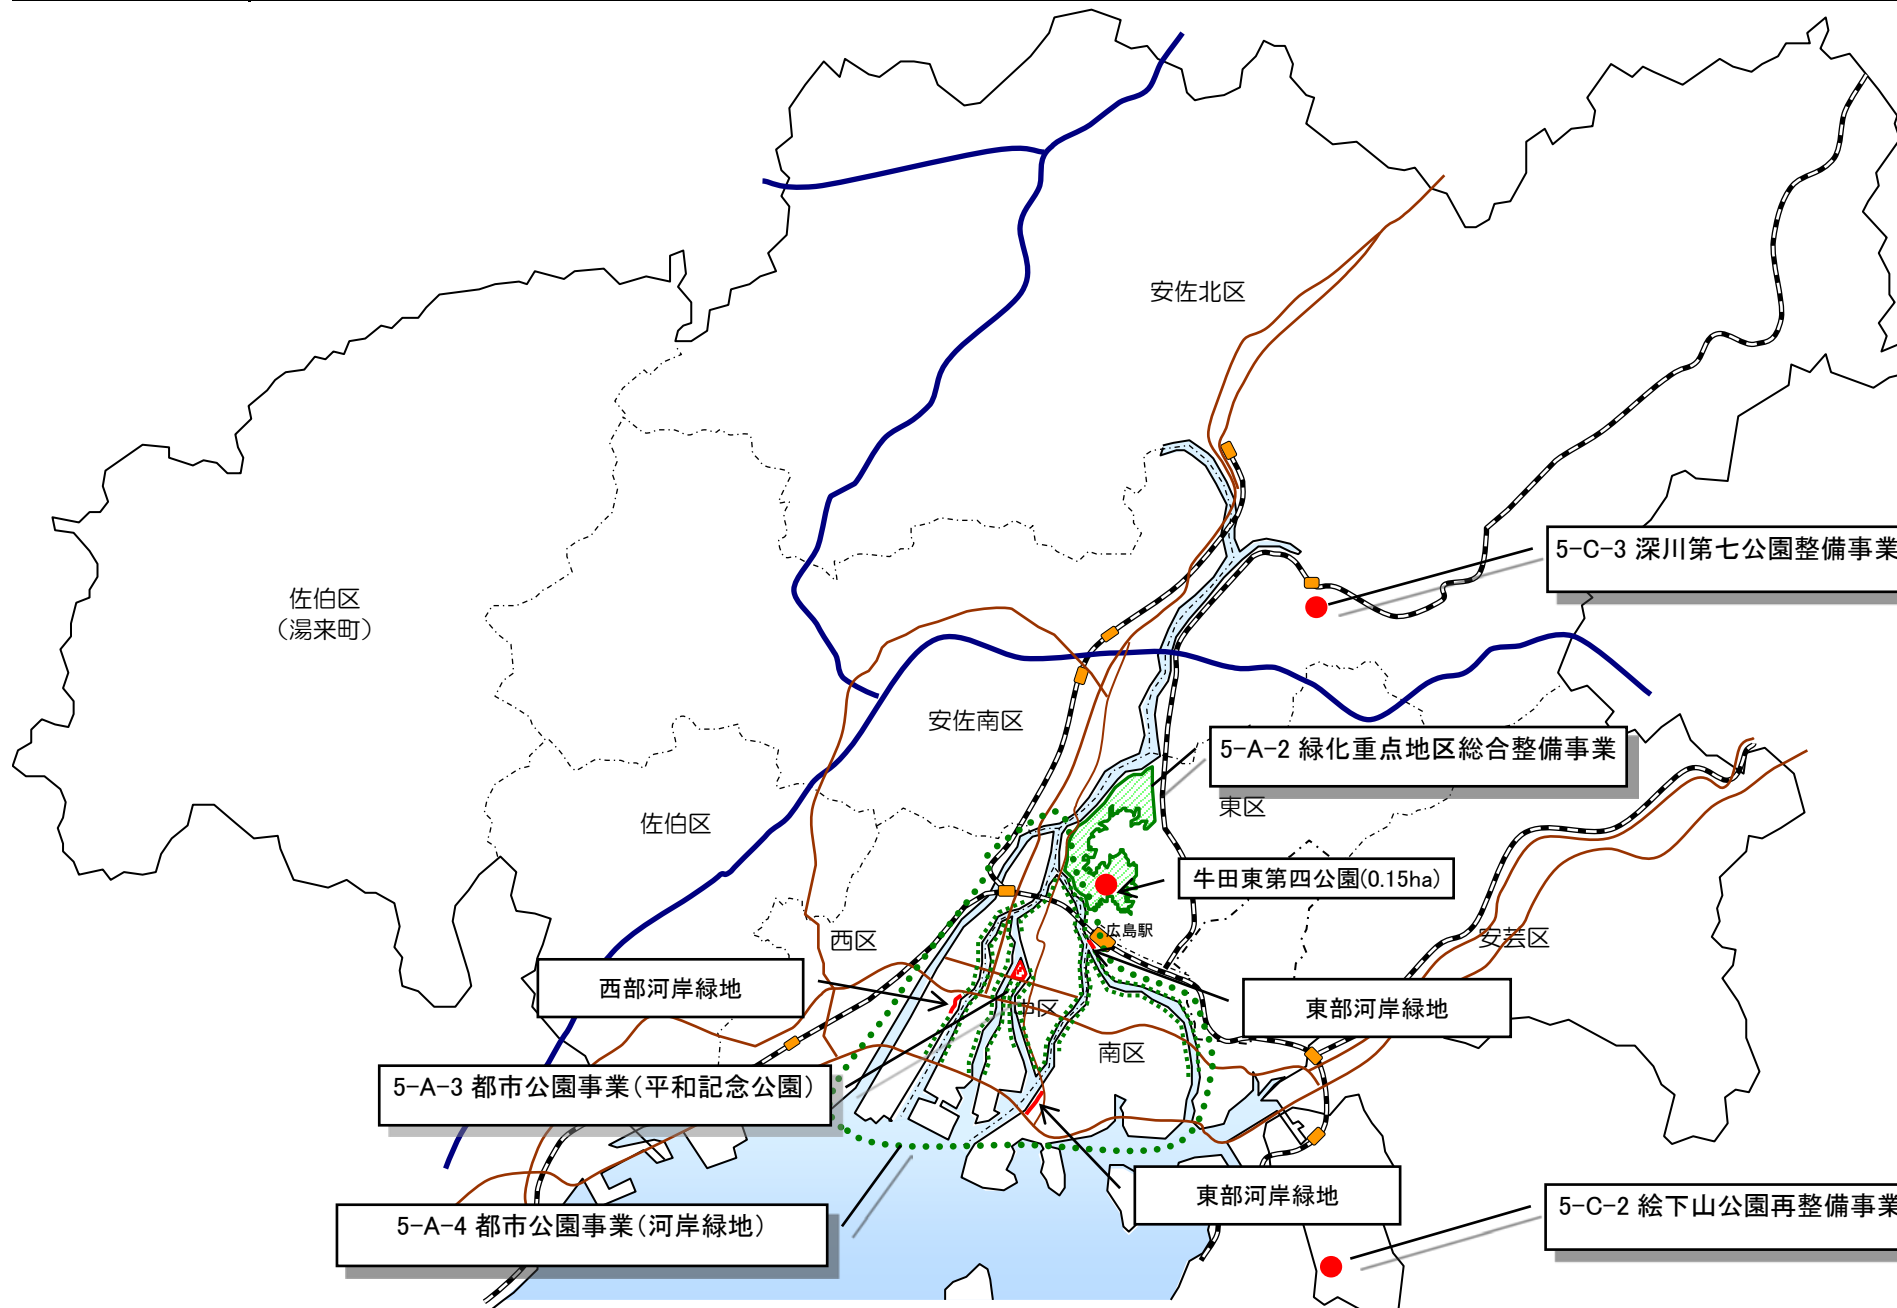 安佐北区
5-C-3 深川第七公園整備事業
佐伯区
（湯来町）
安佐南区
5-A-2 緑化重点地区総合整備事業
東区
佐伯区
牛田東第四公園(0.15ha)
広島駅
西区
安芸区
西部河岸緑地
中区
東部河岸緑地
南区
5-A-3 都市公園事業（平和記念公園）
東部河岸緑地
5-A-4 都市公園事業（河岸緑地）
5-C-2 絵下山公園再整備事業